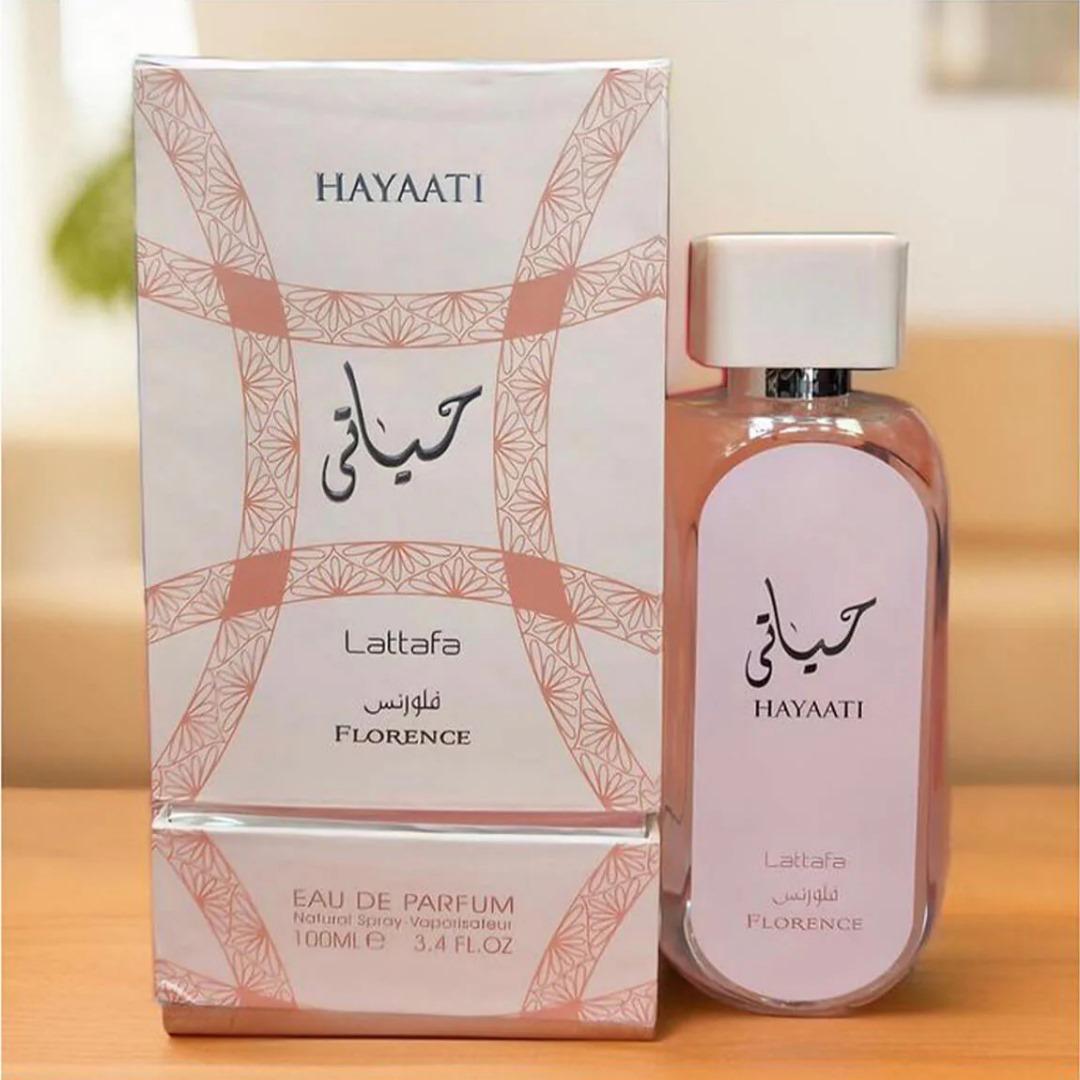 HAYAATI
حياتي
Lattafa
فلورنس
FLORENCE
EAU DE PARFUM
Natural Spray-Vaporisateur
100ML e 3.4 FL.OZ
حياتي
HAYAATI
Lattafa
فلورنس
FLORENCE